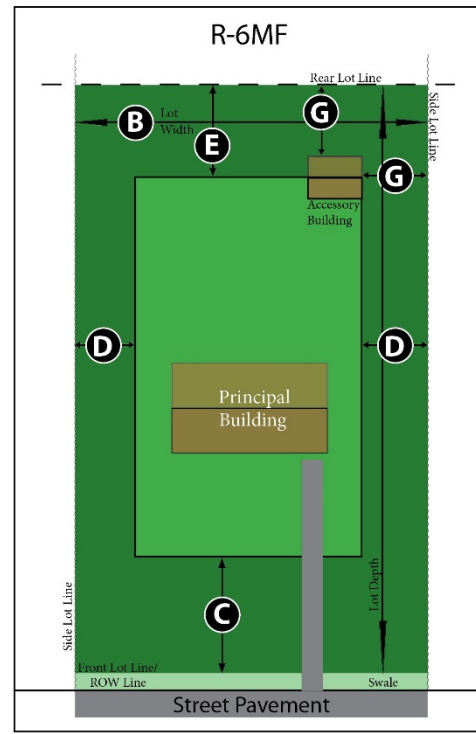 R-6MF
Rear Lot Line
Side Lot Line
B
Lot
Width
E
G
G
Accessory
Building
D
D
Principal
Building
C
Lot Depth
Side Lot Line
Front Lot Line/
ROW Line
Swale
Street Pavement